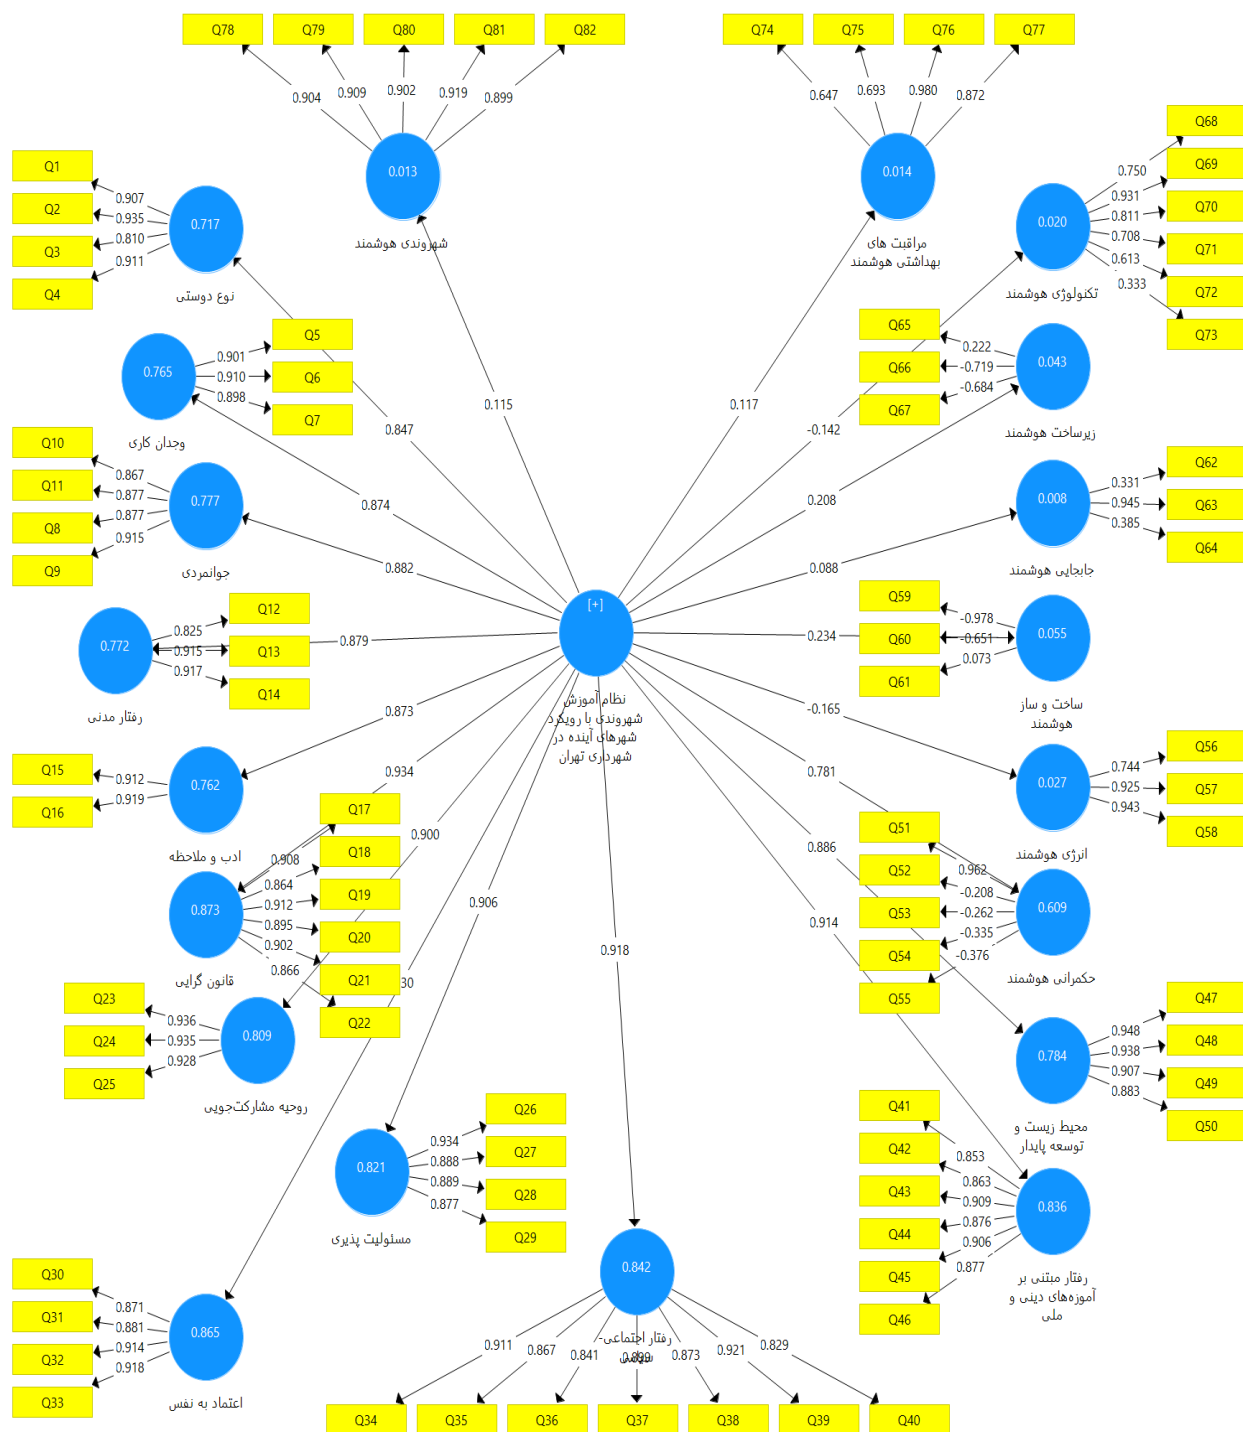 Q78
Q79
Q80
Q81
Q82
0.904
0.909
0.902
0.919
0.899
0.013
شهروندی هوشمند
Q74
Q75
Q76
Q77
0.647
0.693
0.980
0.872
0.014
مراقبت های
بهداشتی هوشمند
Q1
Q2
Q3
Q4
0.907
0.935
0.810
0.911
0.717
نوع دوستی
Q68
Q69
Q70
Q71
Q72
Q73
0.750
0.931
0.811
0.708
0.613
0.333
0.020
تکنولوژی هوشمند
Q5
Q6
Q7
0.901
0.910
0.898
0.765
وجدان کاری
Q65
Q66
Q67
0.222
-0.719
-0.684
0.043
زیرساخت هوشمند
Q10
Q11
Q8
Q9
0.867
0.877
0.877
0.915
0.777
جوانمردی
Q62
Q63
Q64
0.331
0.945
0.385
0.008
جابجایی هوشمند
Q12
Q13
Q14
0.825
0.915
0.917
0.772
رفتار مدنی
Q59
Q60
Q61
-0.978
-0.651
0.073
0.055
ساخت و ساز
هوشمند
0.115
0.117
0.847
-0.142
0.874
0.208
0.882
0.088
0.879
0.234
0.873
-0.165
0.934
0.781
0.900
0.886
0.906
0.914
30
0.918
[+]
نظام آموزش
شهروندی با رویکرد
شهرهای آینده در
شهرداری تهران
Q15
Q16
0.912
0.919
0.762
ادب و ملاحظه
Q56
Q57
Q58
0.744
0.925
0.943
0.027
انرژی هوشمند
Q17
Q18
Q19
Q20
Q21
Q22
0.908
0.864
0.912
0.895
0.902
0.866
0.873
قانون گرایی
Q51
Q52
Q53
Q54
Q55
0.962
-0.208
-0.262
-0.335
-0.376
0.609
حکمرانی هوشمند
Q23
Q24
Q25
0.936
0.935
0.928
0.809
روحیه مشارکت‌جویی
Q47
Q48
Q49
Q50
0.948
0.938
0.907
0.883
0.784
محیط زیست و
توسعه پایدار
Q26
Q27
Q28
Q29
0.934
0.888
0.889
0.877
0.821
مسئولیت پذیری
Q41
Q42
Q43
Q44
Q45
Q46
0.853
0.863
0.909
0.876
0.906
0.877
0.836
رفتار مبتنی بر
آموزه‌های دینی و
ملی
Q30
Q31
Q32
Q33
0.871
0.881
0.914
0.918
0.865
اعتماد به نفس
0.842
رفتار اجتماعی-
سیاسی
0.911
0.867
0.841
0.873
0.921
0.829
Q34
Q35
Q36
Q37
Q38
Q39
Q40